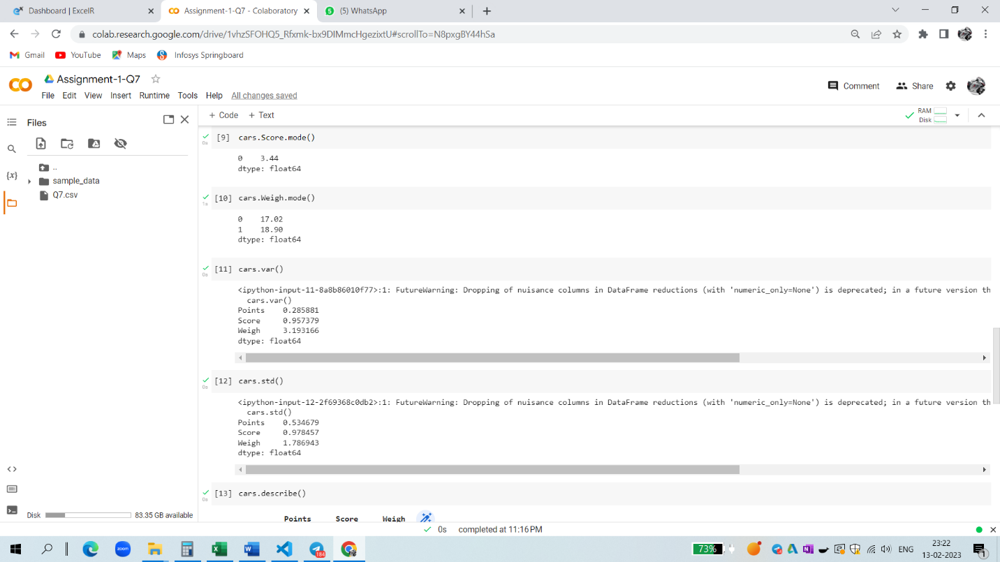 Dashboard | ExcelR
Assignment-1-Q7 - Colaboratory
(5) WhatsApp
colab.research.google.com/drive/1vhzSFOHQ5_Rfxmk-bx9DIMmcHgezixtU#scrollTo=N8pxgBY44hSa
Gmail
YouTube
Maps
Infosys Springboard
Assignment-1-Q7
File Edit View Insert Runtime Tools Help All changes saved
Comment
Share
Files
+ Code + Text
RAM
Disk
..
sample_data
Q7.csv
{x}
[9] cars.Score.mode()
0s
0 3.44
dtype: float64
[10] cars.Weigh.mode()
1s
0 17.02
1 18.90
dtype: float64
[11] cars.var()
0s
<ipython-input-11-8a8b86010f77>:1: FutureWarning: Dropping of nuisance columns in DataFrame reductions (with 'numeric_only=None') is deprecated; in a future version th
cars.var()
Points 0.285881
Score 0.957379
Weigh 3.193166
dtype: float64
[12] cars.std()
0s
<ipython-input-12-2f69368c0db2>:1: FutureWarning: Dropping of nuisance columns in DataFrame reductions (with 'numeric_only=None') is deprecated; in a future version th
cars.std()
Points 0.534679
Score 0.978457
Weigh 1.786943
dtype: float64
[13] cars.describe()
0s
Points Score Weigh
Disk 83.35 GB available
0s completed at 11:16 PM
zoom
184
73%
ENG
23:22
13-02-2023
1